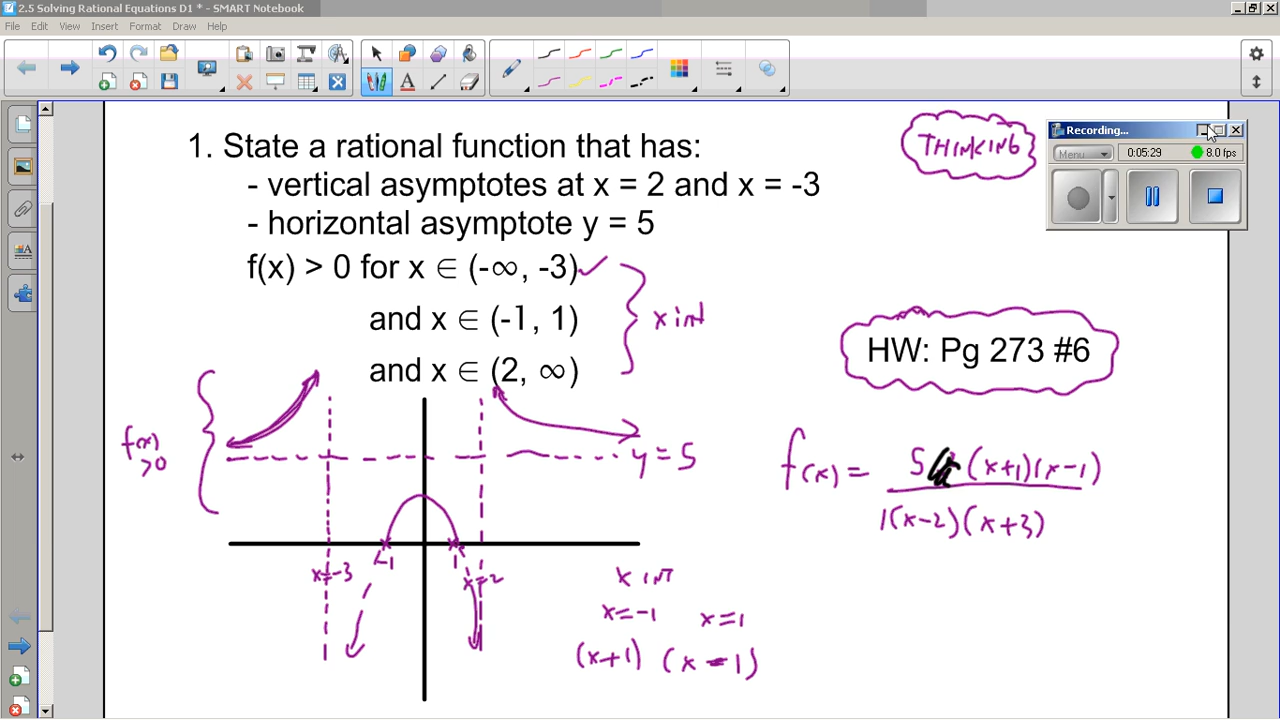 2.5 Solving Rational Equations D1 * - SMART Notebook
File Edit View Insert Format Draw Help
THINKING
Recording...
Menu
0:05:29
8.0 fps
1. State a rational function that has:
- vertical asymptotes at x = 2 and x = -3
- horizontal asymptote y = 5
f(x) > 0 for x ∈ (-∞, -3)✓
and x ∈ (-1, 1)
and x ∈ (2, ∞)
x int
HW: Pg 273 #6
f(x)
>0
y = 5
f(x) = 5 (x+1)(x-1)
1(x-2)(x+3)
x=-3
-1
1
x=2
x INT
x=-1 x=1
(x+1) (x-1)